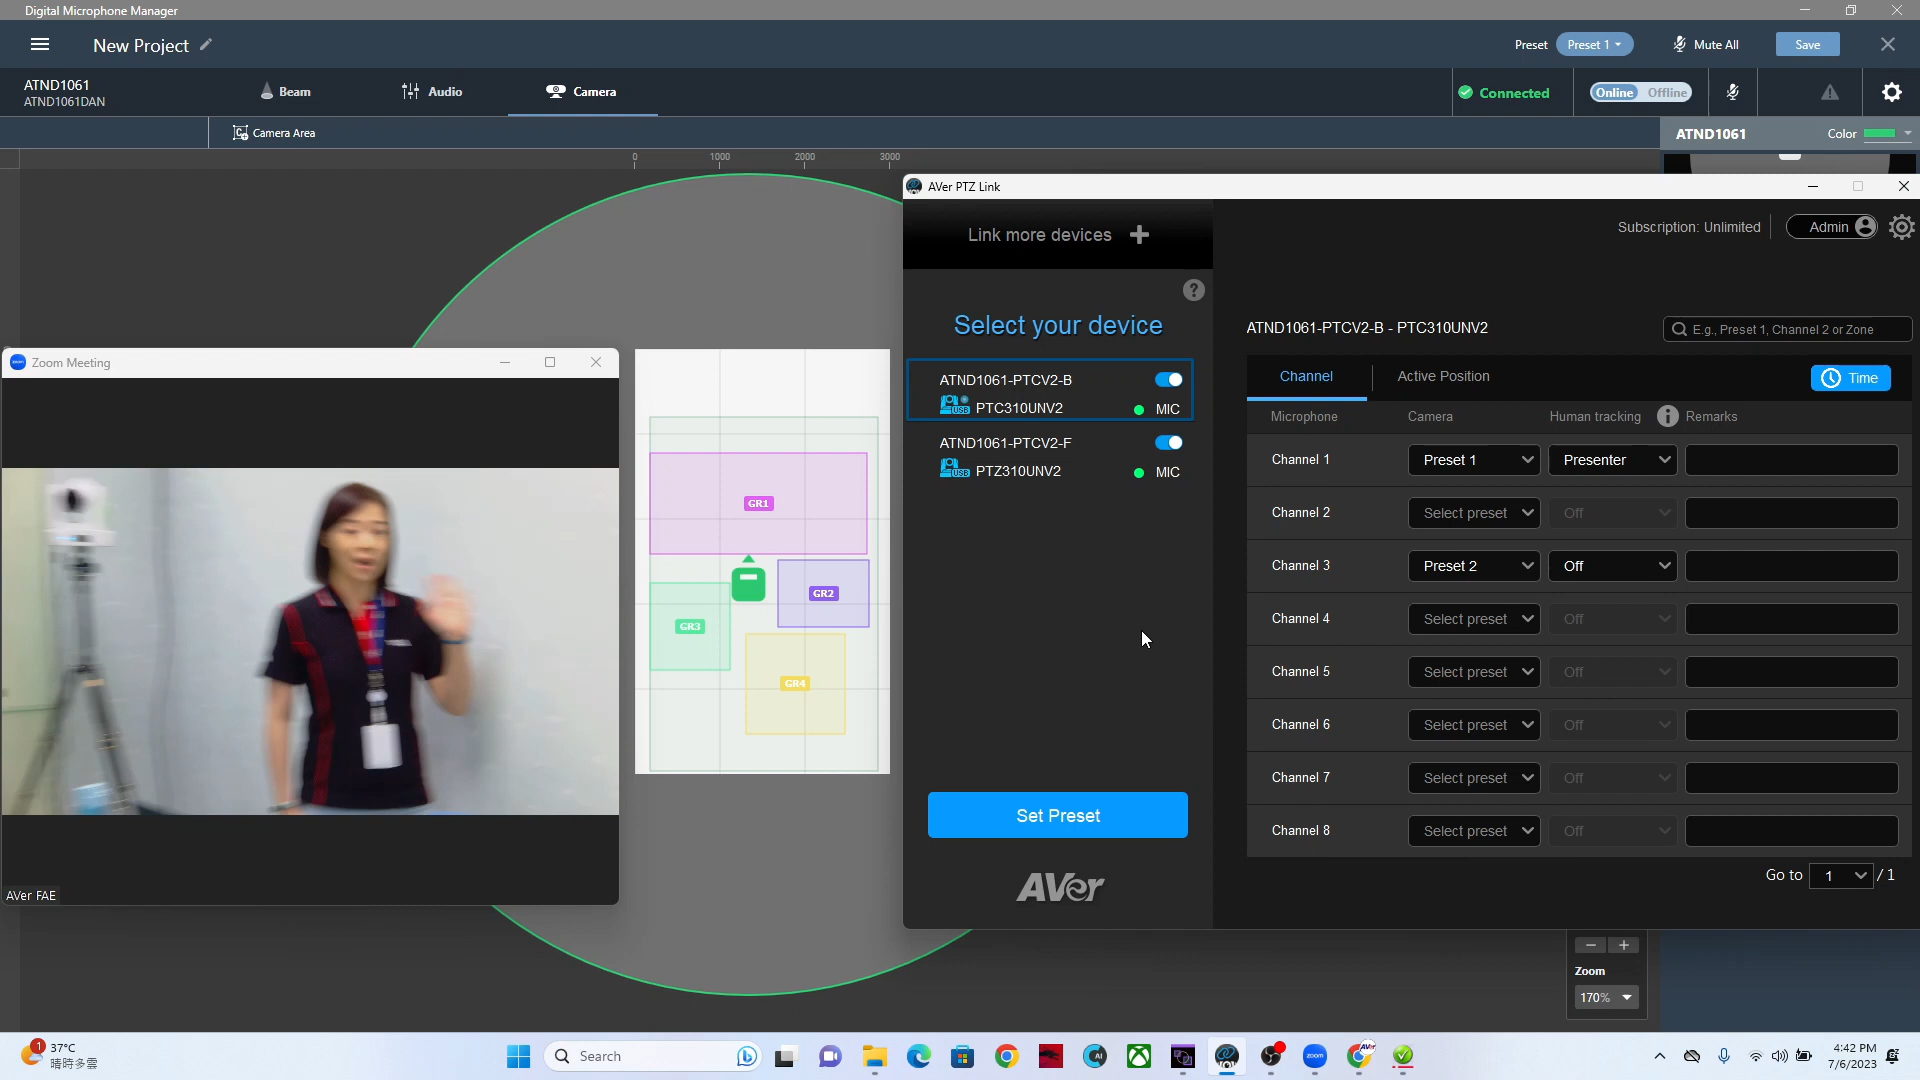 Digital Microphone Manager
New Project
Preset
Preset 1
Mute All
Save
ATND1061
ATND1061DAN
Beam
Audio
Camera
Connected
Online
Offline
Camera Area
ATND1061
Color
0
1000
2000
3000
AVer PTZ Link
Link more devices
Subscription: Unlimited
Admin
?
Select your device
ATND1061-PTCV2-B - PTC310UNV2
E.g., Preset 1, Channel 2 or Zone
zoom
Zoom Meeting
ATND1061-PTCV2-B
USB
PTC310UNV2
MIC
ATND1061-PTCV2-F
USB
PTZ310UNV2
MIC
Channel
Active Position
Time
Microphone
Camera
Human tracking
Remarks
Channel 1
Preset 1
Presenter
Channel 2
Select preset
Off
Channel 3
Preset 2
Off
Channel 4
Select preset
Off
Channel 5
Select preset
Off
Channel 6
Select preset
Off
Channel 7
Select preset
Off
Channel 8
Select preset
Off
GR1
GR2
GR3
GR4
Set Preset
AVer
Go to
1
/ 1
AVer FAE
Zoom
170%
1
37°C
晴時多雲
Search
AI
zoom
AVer
4:42 PM
7/6/2023